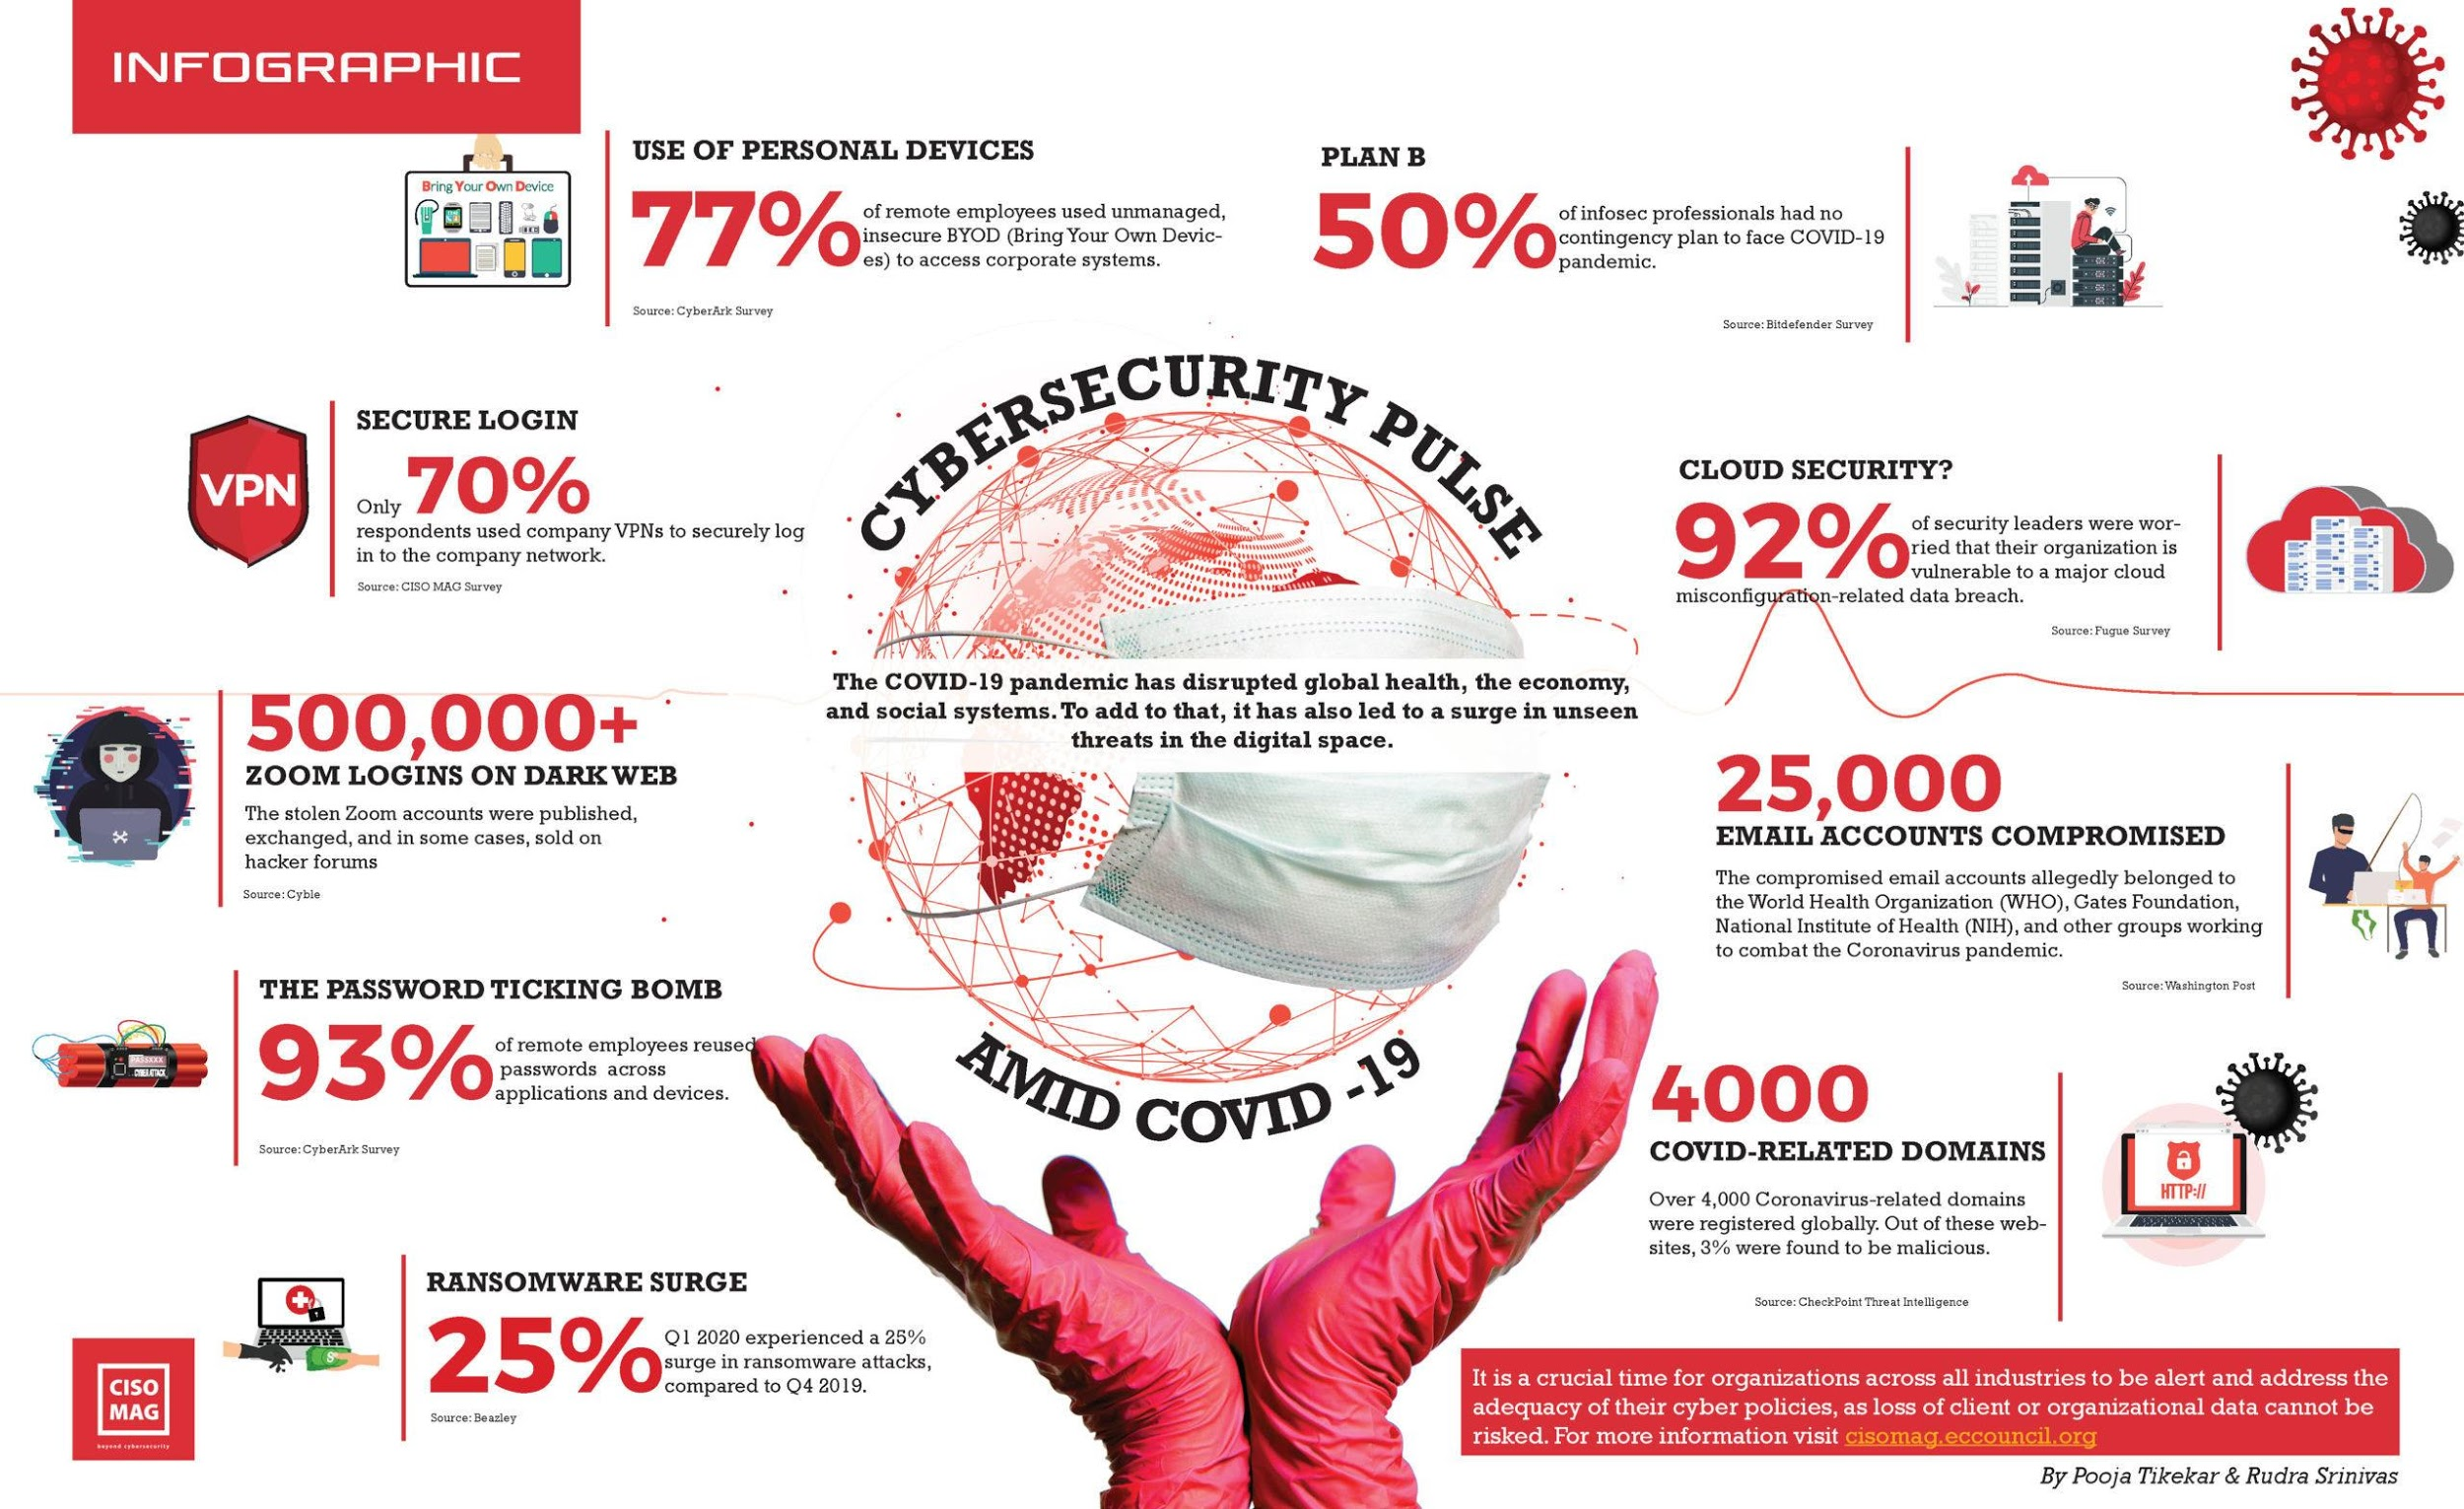 INFOGRAPHIC
Bring Your Own Device
USE OF PERSONAL DEVICES
77%
of remote employees used unmanaged,
insecure BYOD (Bring Your Own Devic-
es) to access corporate systems.
Source: CyberArk Survey
PLAN B
50%
of infosec professionals had no
contingency plan to face COVID-19
pandemic.
Source: Bitdefender Survey
VPN
SECURE LOGIN
Only 70%
respondents used company VPNs to securely log
in to the company network.
Source: CISO MAG Survey
CYBERSECURITY PULSE
CLOUD SECURITY?
92%
of security leaders were wor-
ried that their organization is
vulnerable to a major cloud
misconfiguration-related data breach.
Source: Fugue Survey
The COVID-19 pandemic has disrupted global health, the economy,
and social systems. To add to that, it has also led to a surge in unseen
threats in the digital space.
500,000+
ZOOM LOGINS ON DARK WEB
The stolen Zoom accounts were published,
exchanged, and in some cases, sold on
hacker forums
Source: Cyble
25,000
EMAIL ACCOUNTS COMPROMISED
The compromised email accounts allegedly belonged to
the World Health Organization (WHO), Gates Foundation,
National Institute of Health (NIH), and other groups working
to combat the Coronavirus pandemic.
Source: Washington Post
PASSXXX
CYBER ATTACK
THE PASSWORD TICKING BOMB
93%
of remote employees reused
passwords across
applications and devices.
Source: CyberArk Survey
AMID COVID -19
4000
COVID-RELATED DOMAINS
Over 4,000 Coronavirus-related domains
were registered globally. Out of these web-
sites, 3% were found to be malicious.
Source: CheckPoint Threat Intelligence
HTTP://
RANSOMWARE SURGE
25%
Q1 2020 experienced a 25%
surge in ransomware attacks,
compared to Q4 2019.
Source: Beazley
CISO
MAG
beyond cybersecurity
It is a crucial time for organizations across all industries to be alert and address the
adequacy of their cyber policies, as loss of client or organizational data cannot be
risked. For more information visit cisomag.eccouncil.org
By Pooja Tikekar & Rudra Srinivas